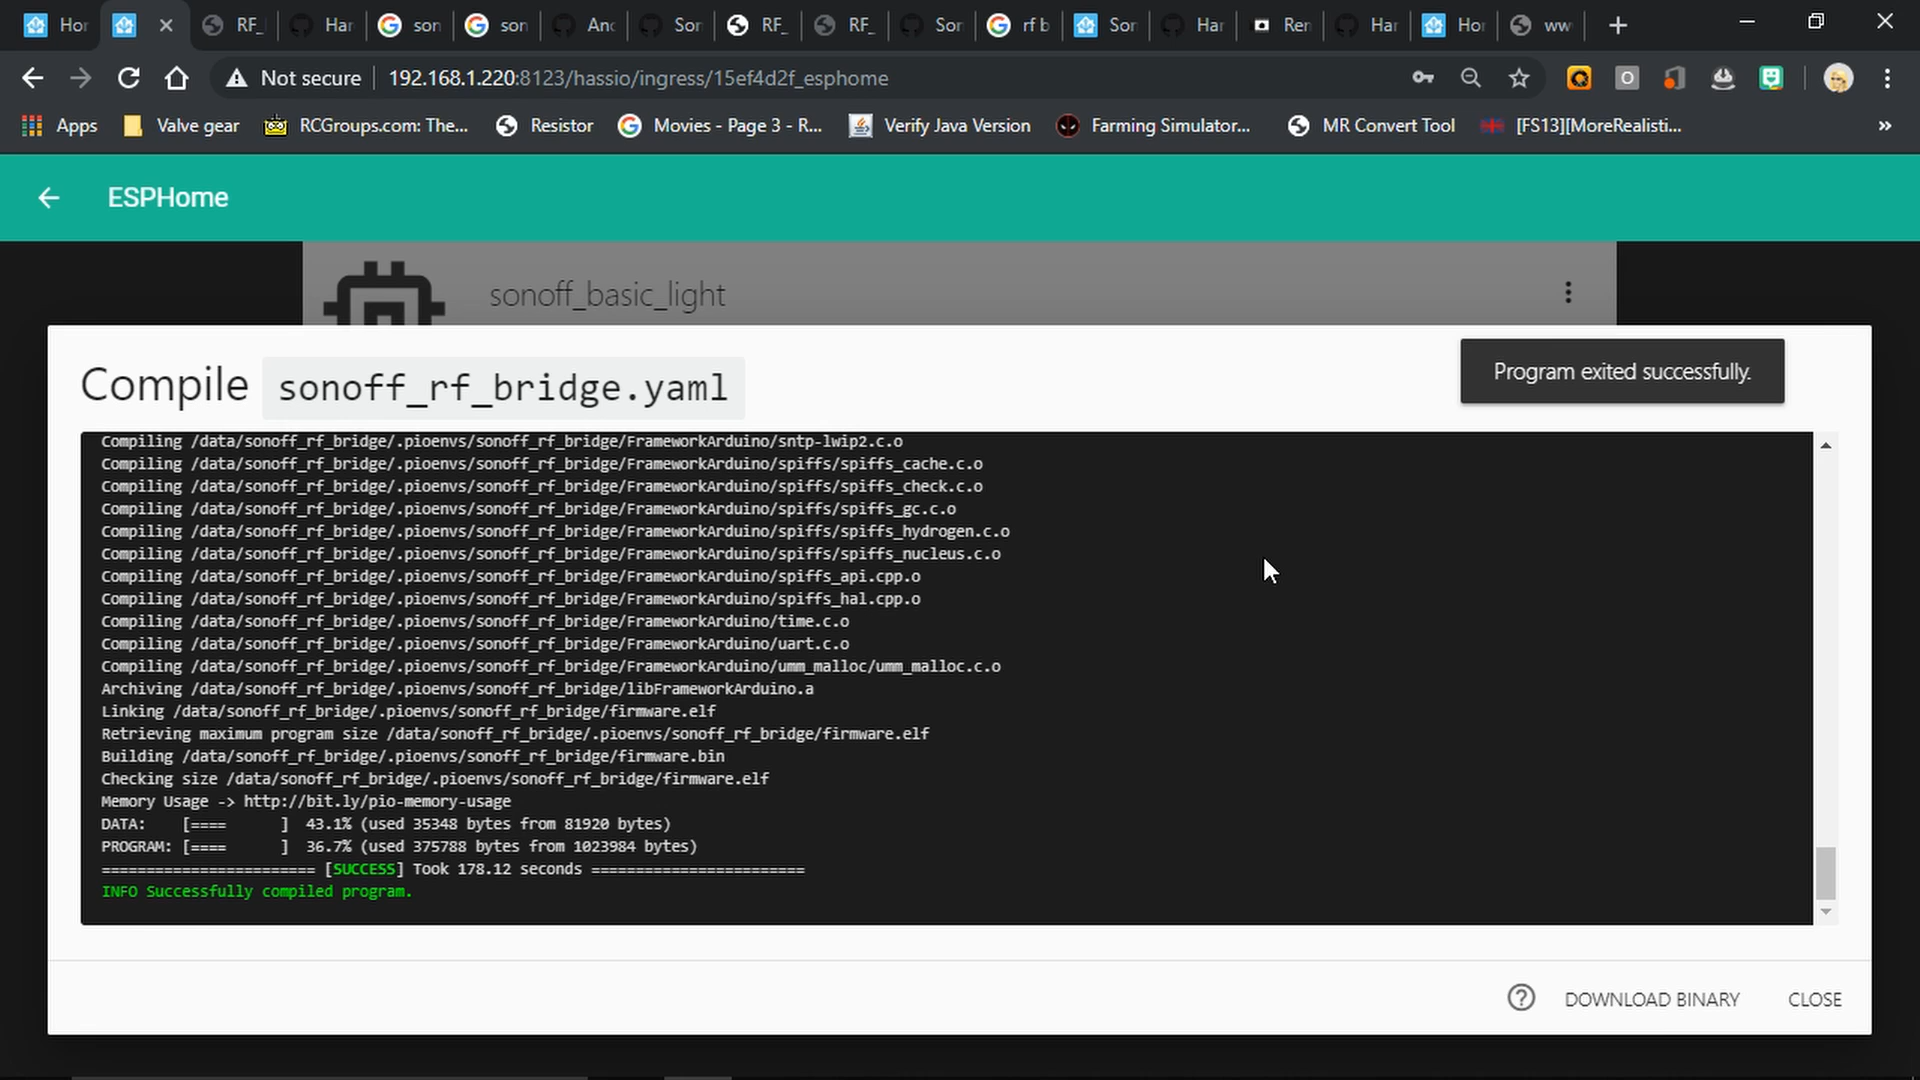 Hor
RF_
Har
son
son
Anc
Sor
RF_
RF_
Sor
rf b
Sor
Har
Ren
Har
Hor
ww
Not secure
192.168.1.220:8123/hassio/ingress/15ef4d2f_esphome
Apps
Valve gear
RCGroups.com: The...
Resistor
Movies - Page 3 - R...
Verify Java Version
Farming Simulator...
MR Convert Tool
[FS13][MoreRealisti...
ESPHome
sonoff_basic_light
Compile sonoff_rf_bridge.yaml
Program exited successfully.
Compiling /data/sonoff_rf_bridge/.pioenvs/sonoff_rf_bridge/FrameworkArduino/sntp-lwip2.c.o
Compiling /data/sonoff_rf_bridge/.pioenvs/sonoff_rf_bridge/FrameworkArduino/spiffs/spiffs_cache.c.o
Compiling /data/sonoff_rf_bridge/.pioenvs/sonoff_rf_bridge/FrameworkArduino/spiffs/spiffs_check.c.o
Compiling /data/sonoff_rf_bridge/.pioenvs/sonoff_rf_bridge/FrameworkArduino/spiffs/spiffs_gc.c.o
Compiling /data/sonoff_rf_bridge/.pioenvs/sonoff_rf_bridge/FrameworkArduino/spiffs/spiffs_hydrogen.c.o
Compiling /data/sonoff_rf_bridge/.pioenvs/sonoff_rf_bridge/FrameworkArduino/spiffs/spiffs_nucleus.c.o
Compiling /data/sonoff_rf_bridge/.pioenvs/sonoff_rf_bridge/FrameworkArduino/spiffs_api.cpp.o
Compiling /data/sonoff_rf_bridge/.pioenvs/sonoff_rf_bridge/FrameworkArduino/spiffs_hal.cpp.o
Compiling /data/sonoff_rf_bridge/.pioenvs/sonoff_rf_bridge/FrameworkArduino/time.c.o
Compiling /data/sonoff_rf_bridge/.pioenvs/sonoff_rf_bridge/FrameworkArduino/uart.c.o
Compiling /data/sonoff_rf_bridge/.pioenvs/sonoff_rf_bridge/FrameworkArduino/umm_malloc/umm_malloc.c.o
Archiving /data/sonoff_rf_bridge/.pioenvs/sonoff_rf_bridge/libFrameworkArduino.a
Linking /data/sonoff_rf_bridge/.pioenvs/sonoff_rf_bridge/firmware.elf
Retrieving maximum program size /data/sonoff_rf_bridge/.pioenvs/sonoff_rf_bridge/firmware.elf
Building /data/sonoff_rf_bridge/.pioenvs/sonoff_rf_bridge/firmware.bin
Checking size /data/sonoff_rf_bridge/.pioenvs/sonoff_rf_bridge/firmware.elf
Memory Usage -> http://bit.ly/pio-memory-usage
DATA:    [====      ]  43.1% (used 35348 bytes from 81920 bytes)
PROGRAM: [====      ]  36.7% (used 375788 bytes from 1023984 bytes)
======================== [SUCCESS] Took 178.12 seconds ========================
INFO Successfully compiled program.
DOWNLOAD BINARY
CLOSE